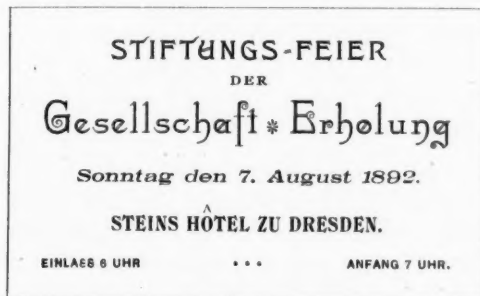 STIFTUNGS-FEIER
DER
Gesellschaft * Erholung
Sonntag den 7. August 1892.
STEINS HÔTEL ZU DRESDEN.
EINLASS 6 UHR • • • ANFANG 7 UHR.